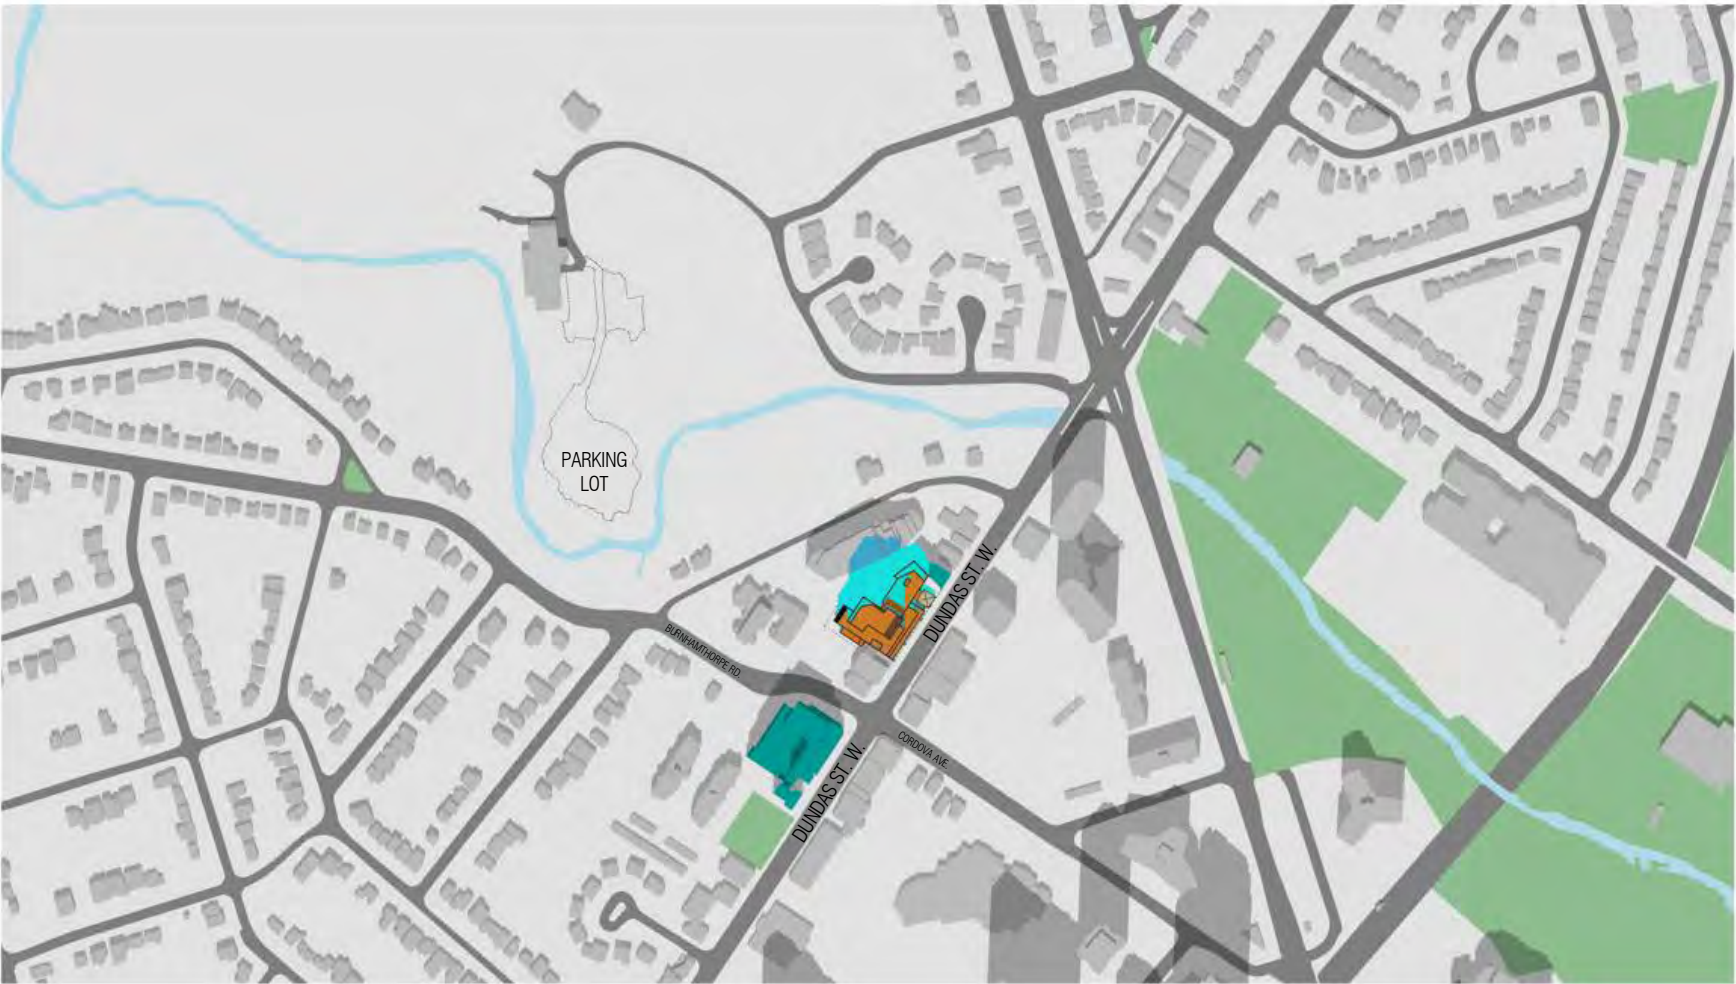 PARKING
LOT
DUNDAS ST. W.
BURNHAMTHORPE RD.
CORDOVA AVE.
DUNDAS ST. W.